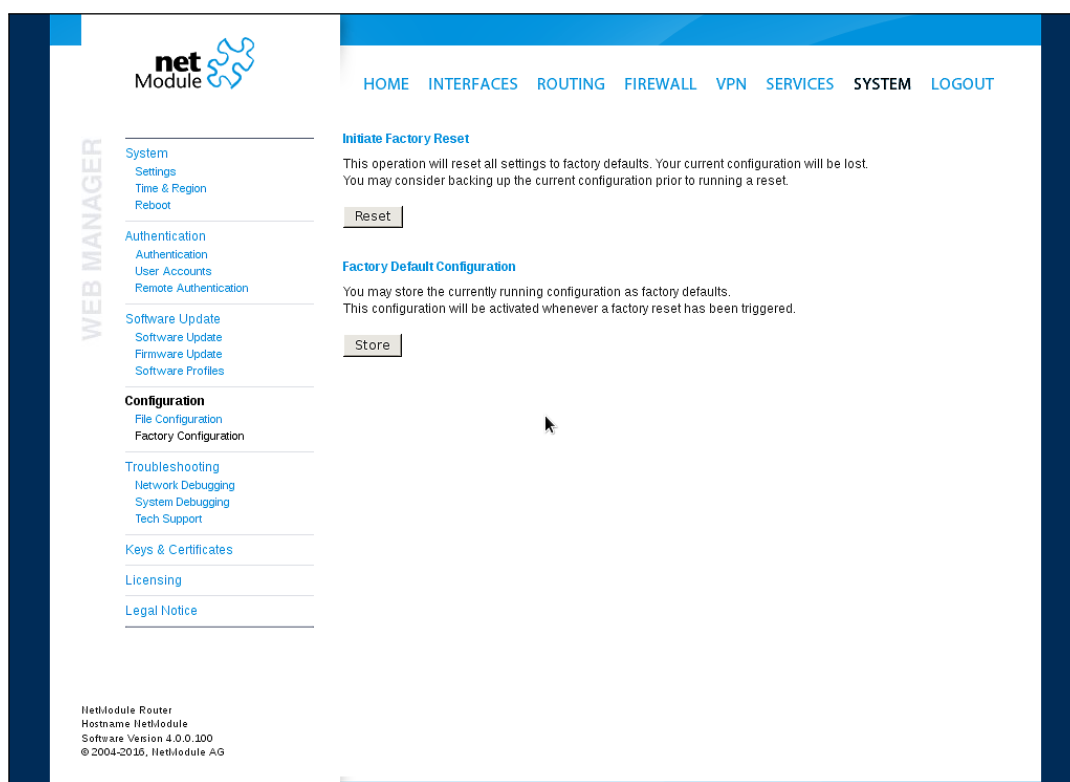 net
Module
HOME INTERFACES ROUTING FIREWALL VPN SERVICES SYSTEM LOGOUT
WEB MANAGER
System
Settings
Time & Region
Reboot
Authentication
Authentication
User Accounts
Remote Authentication
Software Update
Software Update
Firmware Update
Software Profiles
Configuration
File Configuration
Factory Configuration
Troubleshooting
Network Debugging
System Debugging
Tech Support
Keys & Certificates
Licensing
Legal Notice
Initiate Factory Reset
This operation will reset all settings to factory defaults. Your current configuration will be lost.
You may consider backing up the current configuration prior to running a reset.
Reset
Factory Default Configuration
You may store the currently running configuration as factory defaults.
This configuration will be activated whenever a factory reset has been triggered.
Store
NetModule Router
Hostname NetModule
Software Version 4.0.0.100
© 2004-2016, NetModule AG